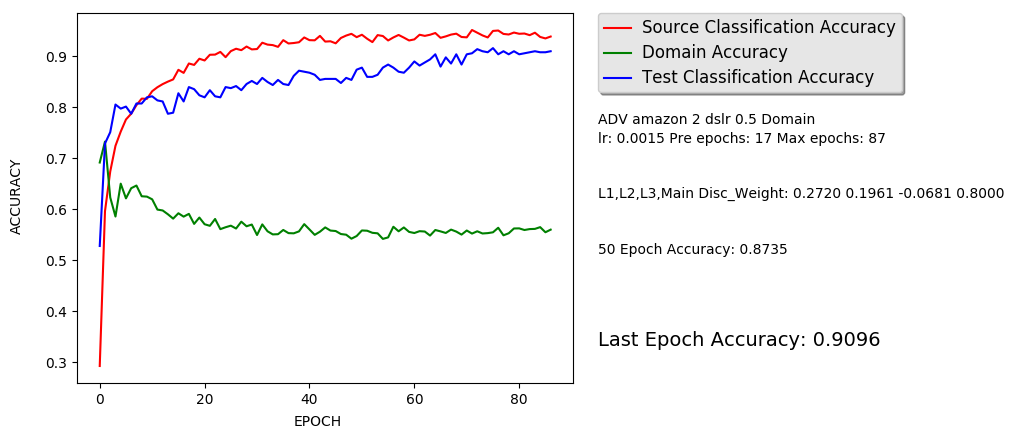 Source Classification Accuracy
Domain Accuracy
Test Classification Accuracy
ADV amazon 2 dslr 0.5 Domain
lr: 0.0015 Pre epochs: 17 Max epochs: 87
L1,L2,L3,Main Disc_Weight: 0.2720 0.1961 -0.0681 0.8000
50 Epoch Accuracy: 0.8735
Last Epoch Accuracy: 0.9096
ACCURACY
0.9
0.8
0.7
0.6
0.5
0.4
0.3
0 20 40 60 80
EPOCH